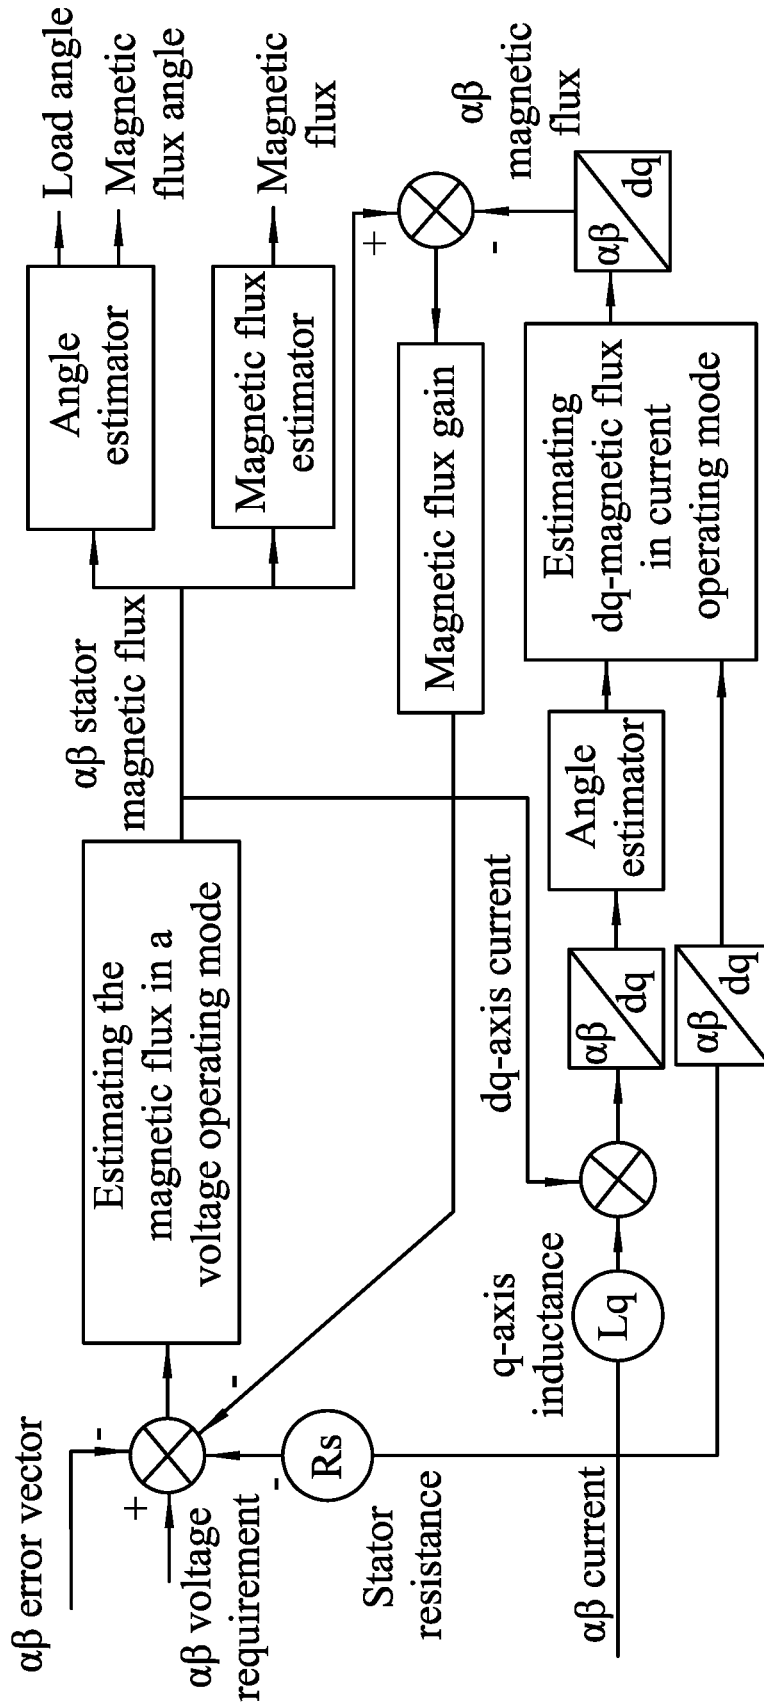 αβ error vector
αβ voltage
requirement
+
-
-
-
Estimating the
magnetic flux in a
voltage operating mode
αβ stator
magnetic flux
Angle
estimator
Load angle
Magnetic
flux angle
Magnetic flux
estimator
Magnetic
flux
+
-
Magnetic flux gain
αβ
magnetic
flux
Rs
Stator
resistance
αβ current
q-axis
inductance
Lq
dq-axis current
αβ
dq
Angle
estimator
αβ
dq
Estimating
dq-magnetic flux
in current
operating mode
αβ
dq